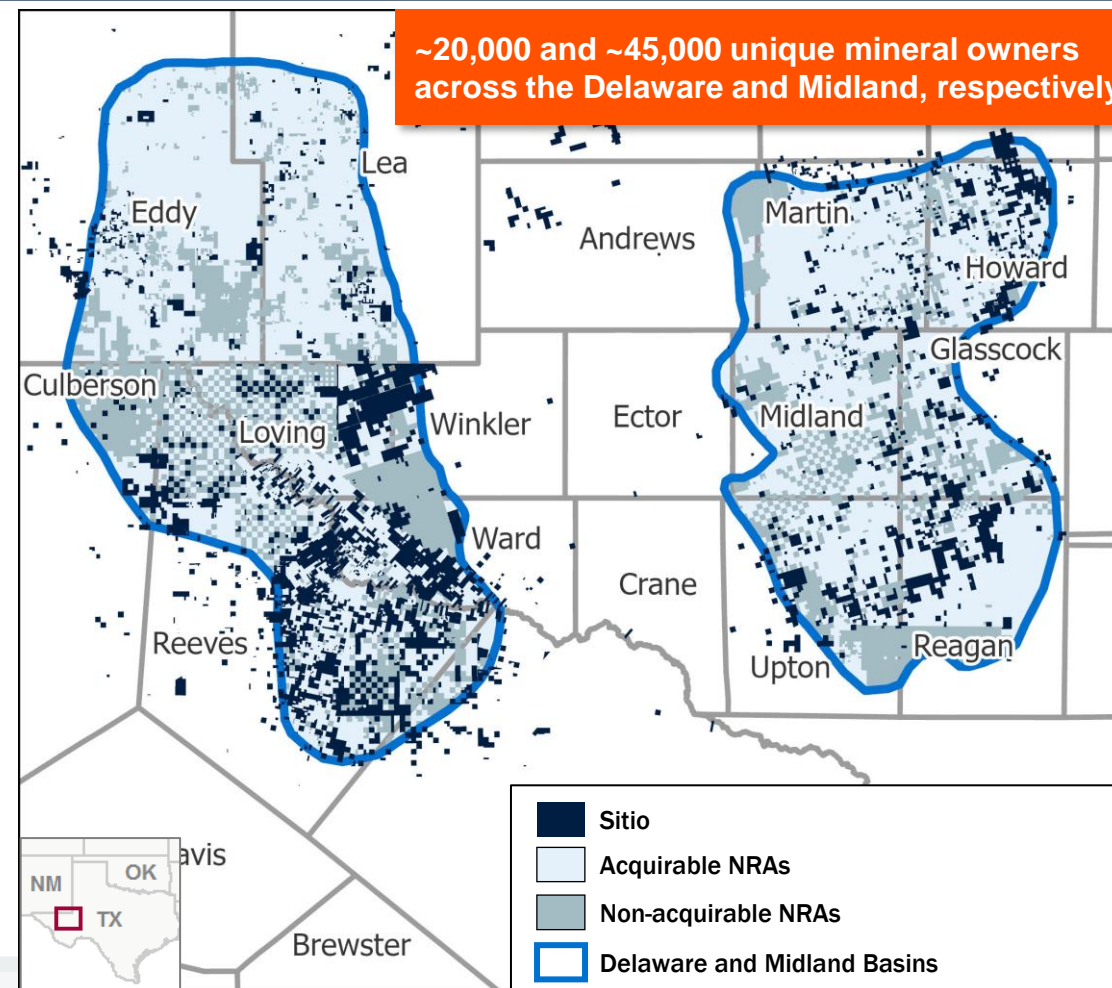 ~20,000 and ~45,000 unique mineral owners
across the Delaware and Midland, respectively
Lea
Eddy
Andrews
Martin
Howard
Culberson
Loving
Winkler
Ector
Midland
Glasscock
Ward
Crane
Reeves
Upton
Reagan
avis
Brewster
NM
OK
TX
Sitio
Acquirable NRAs
Non-acquirable NRAs
Delaware and Midland Basins